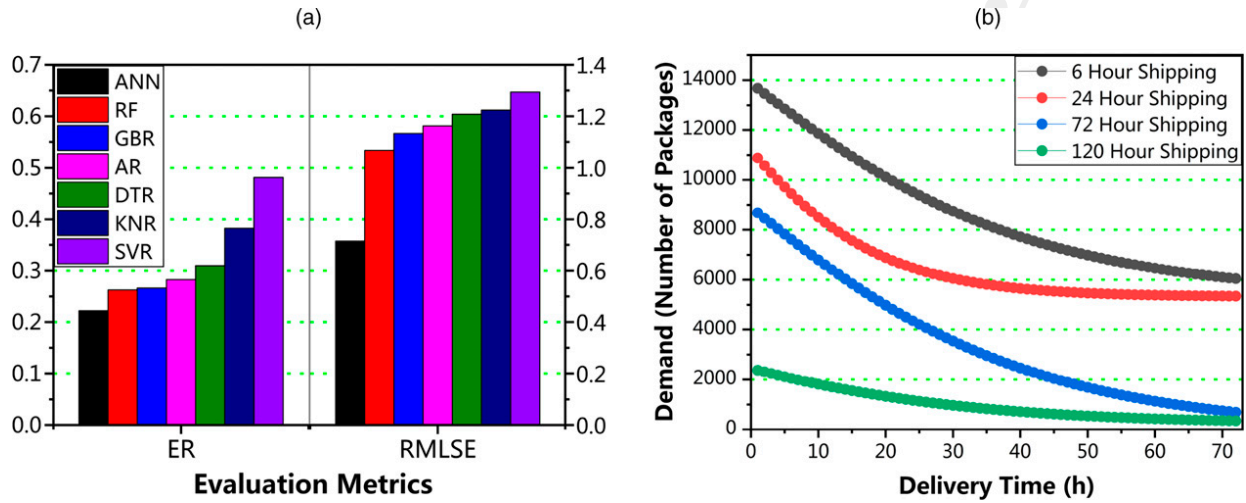 (a)
0.7
0.6
0.5
0.4
0.3
0.2
0.1
0.0
ANN
RF
GBR
AR
DTR
KNR
SVR
1.4
1.2
1.0
0.8
0.6
0.4
0.2
0.0
ER RMLSE
Evaluation Metrics
(b)
Demand (Number of Packages)
14000
12000
10000
8000
6000
4000
2000
0
6 Hour Shipping
24 Hour Shipping
72 Hour Shipping
120 Hour Shipping
0 10 20 30 40 50 60 70
Delivery Time (h)